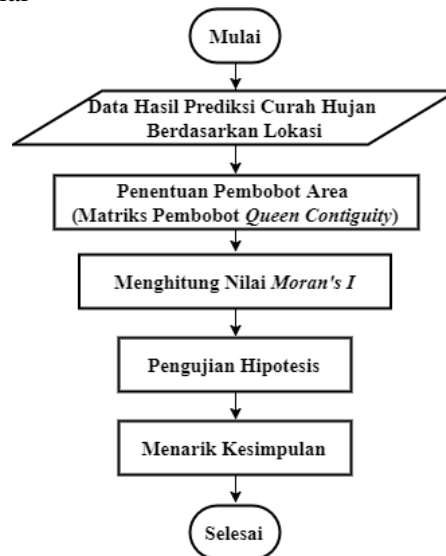 Mulai
Data Hasil Prediksi Curah Hujan
Berdasarkan Lokasi
Penentuan Pembobot Area
(Matriks Pembobot Queen Contiguity)
Menghitung Nilai Moran's I
Pengujian Hipotesis
Menarik Kesimpulan
Selesai